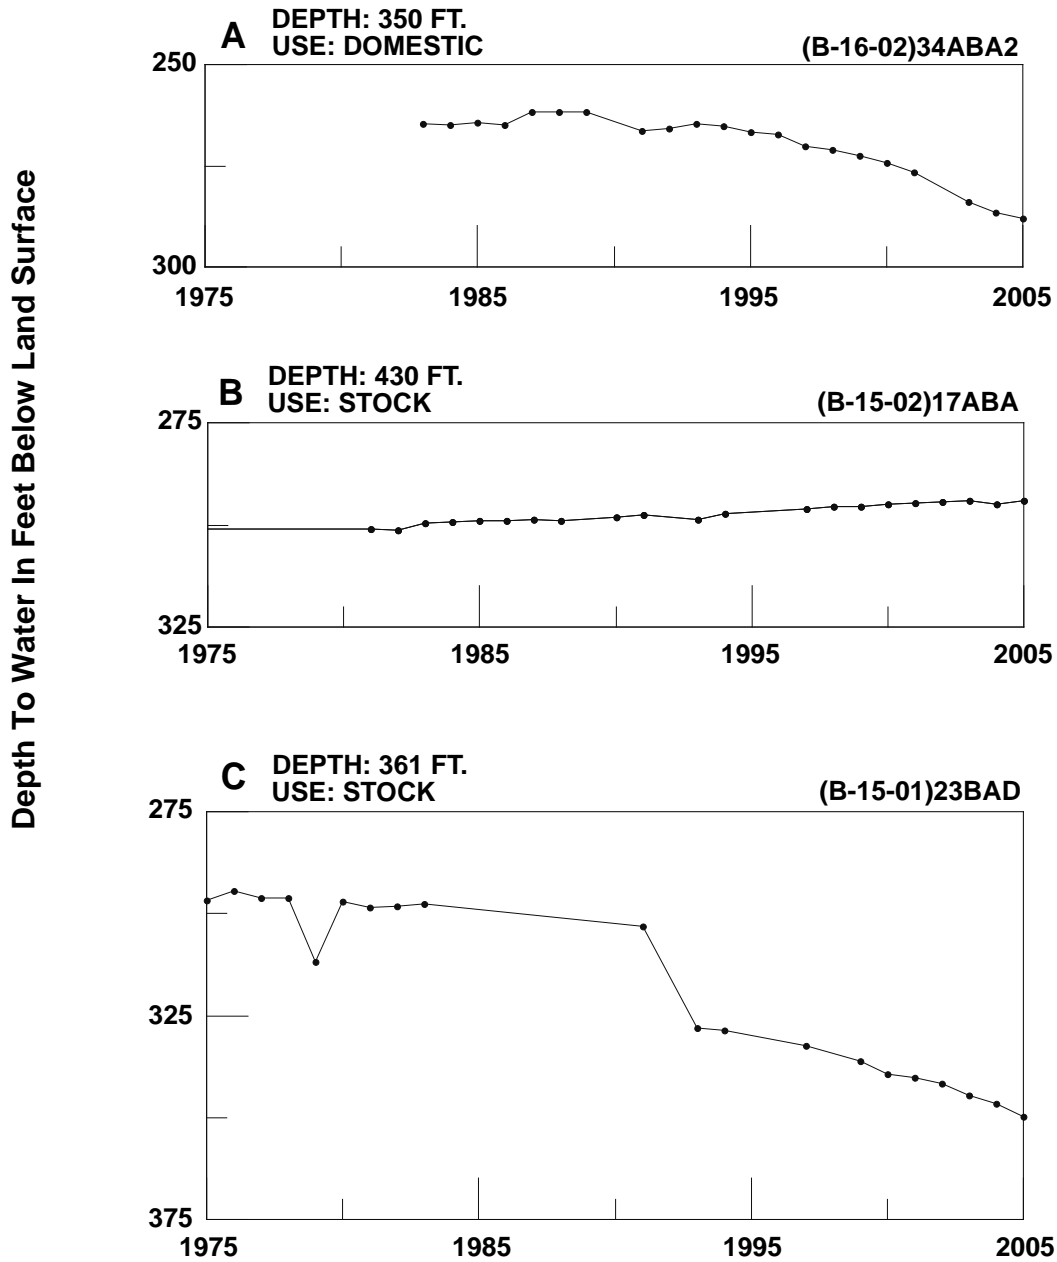 Depth To Water In Feet Below Land Surface
A
DEPTH: 350 FT.
USE: DOMESTIC
(B-16-02)34ABA2
250
300
1975 1985 1995 2005
B
DEPTH: 430 FT.
USE: STOCK
(B-15-02)17ABA
275
325
1975 1985 1995 2005
C
DEPTH: 361 FT.
USE: STOCK
(B-15-01)23BAD
275
325
375
1975 1985 1995 2005